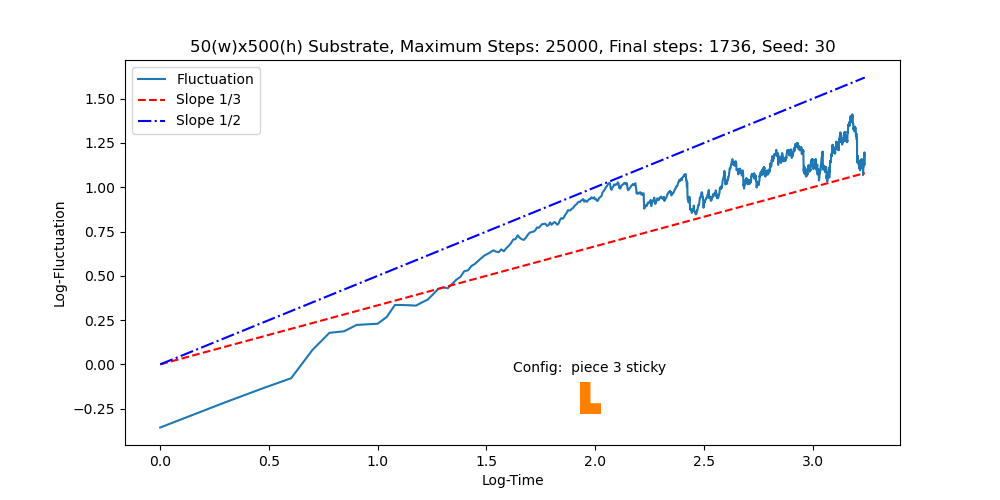 50(w)x500(h) Substrate, Maximum Steps: 25000, Final steps: 1736, Seed: 30
Fluctuation
Slope 1/3
Slope 1/2
1.50
1.25
1.00
0.75
0.50
0.25
0.00
−0.25
Log-Fluctuation
Config:  piece 3 sticky
0.0 0.5 1.0 1.5 2.0 2.5 3.0
Log-Time